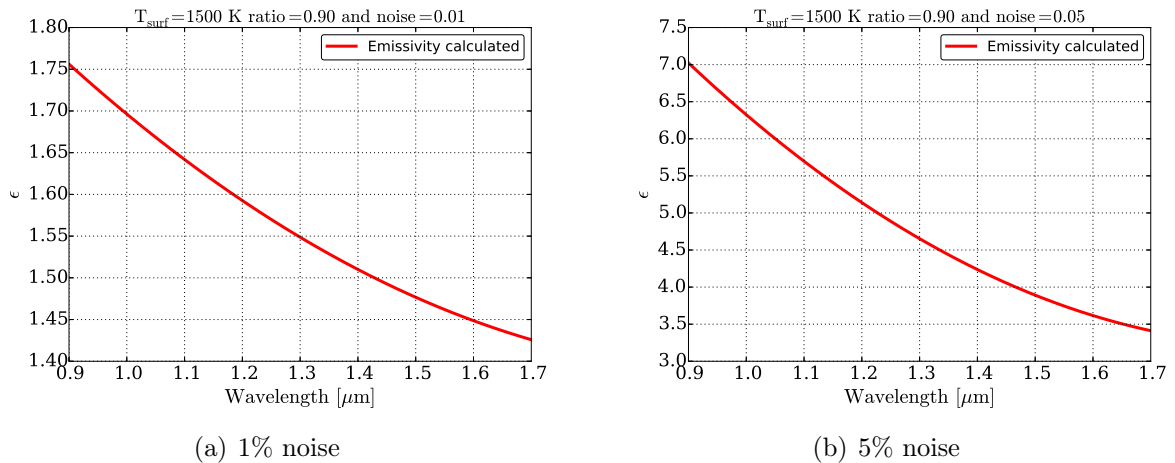 T_surf=1500 K ratio=0.90 and noise=0.01
1.80
1.75
1.70
1.65
1.60
1.55
1.50
1.45
1.40
ϵ
Emissivity calculated
0.9 1.0 1.1 1.2 1.3 1.4 1.5 1.6 1.7
Wavelength [μm]
(a) 1% noise
T_surf=1500 K ratio=0.90 and noise=0.05
7.5
7.0
6.5
6.0
5.5
5.0
4.5
4.0
3.5
3.0
ϵ
Emissivity calculated
0.9 1.0 1.1 1.2 1.3 1.4 1.5 1.6 1.7
Wavelength [μm]
(b) 5% noise